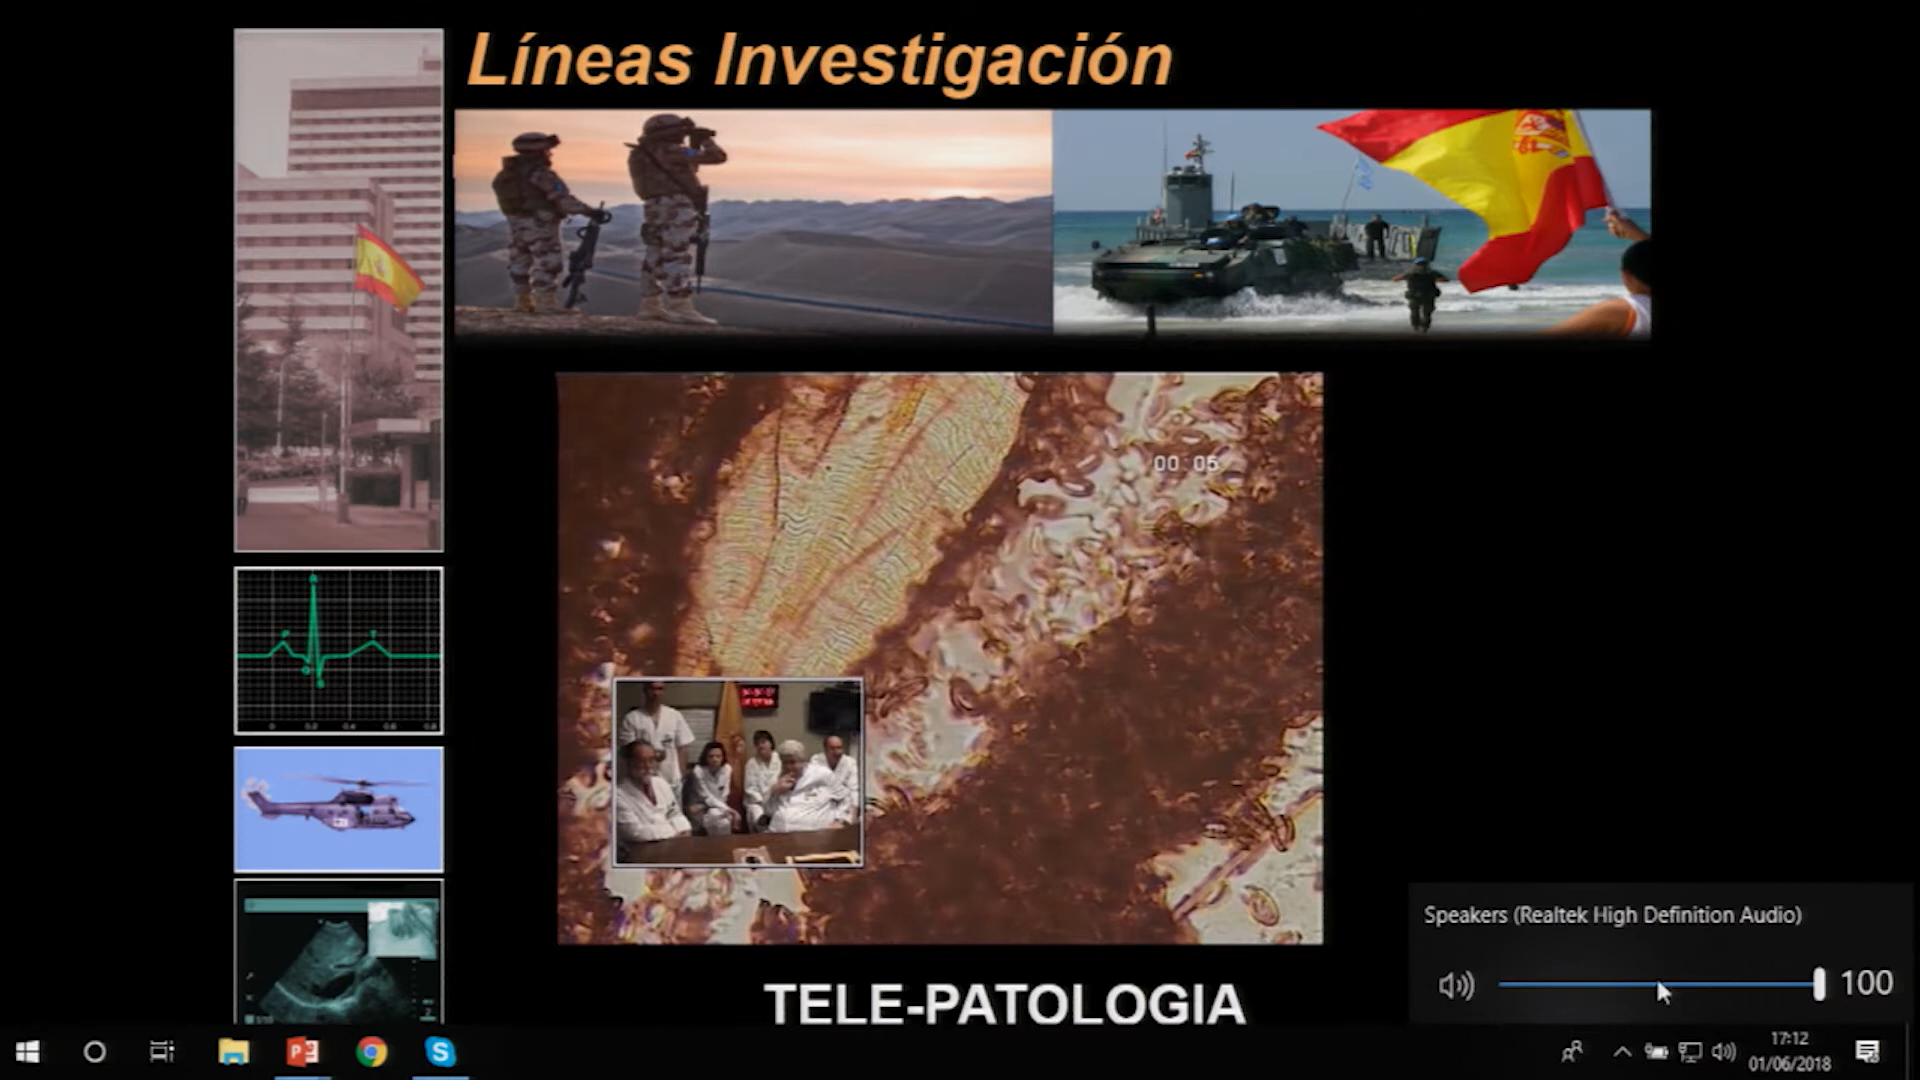 Líneas Investigación
00 05
TELE-PATOLOGIA
Speakers (Realtek High Definition Audio)
100
17:12
01/06/2018